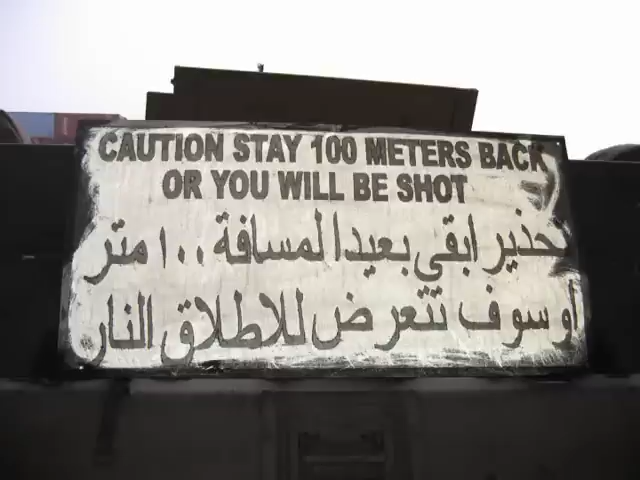 CAUTION STAY 100 METERS BACK
OR YOU WILL BE SHOT
تحذير ابقي بعيدا لمسافة ١٠٠ متر
او سوف تتعرض للاطلاق النار